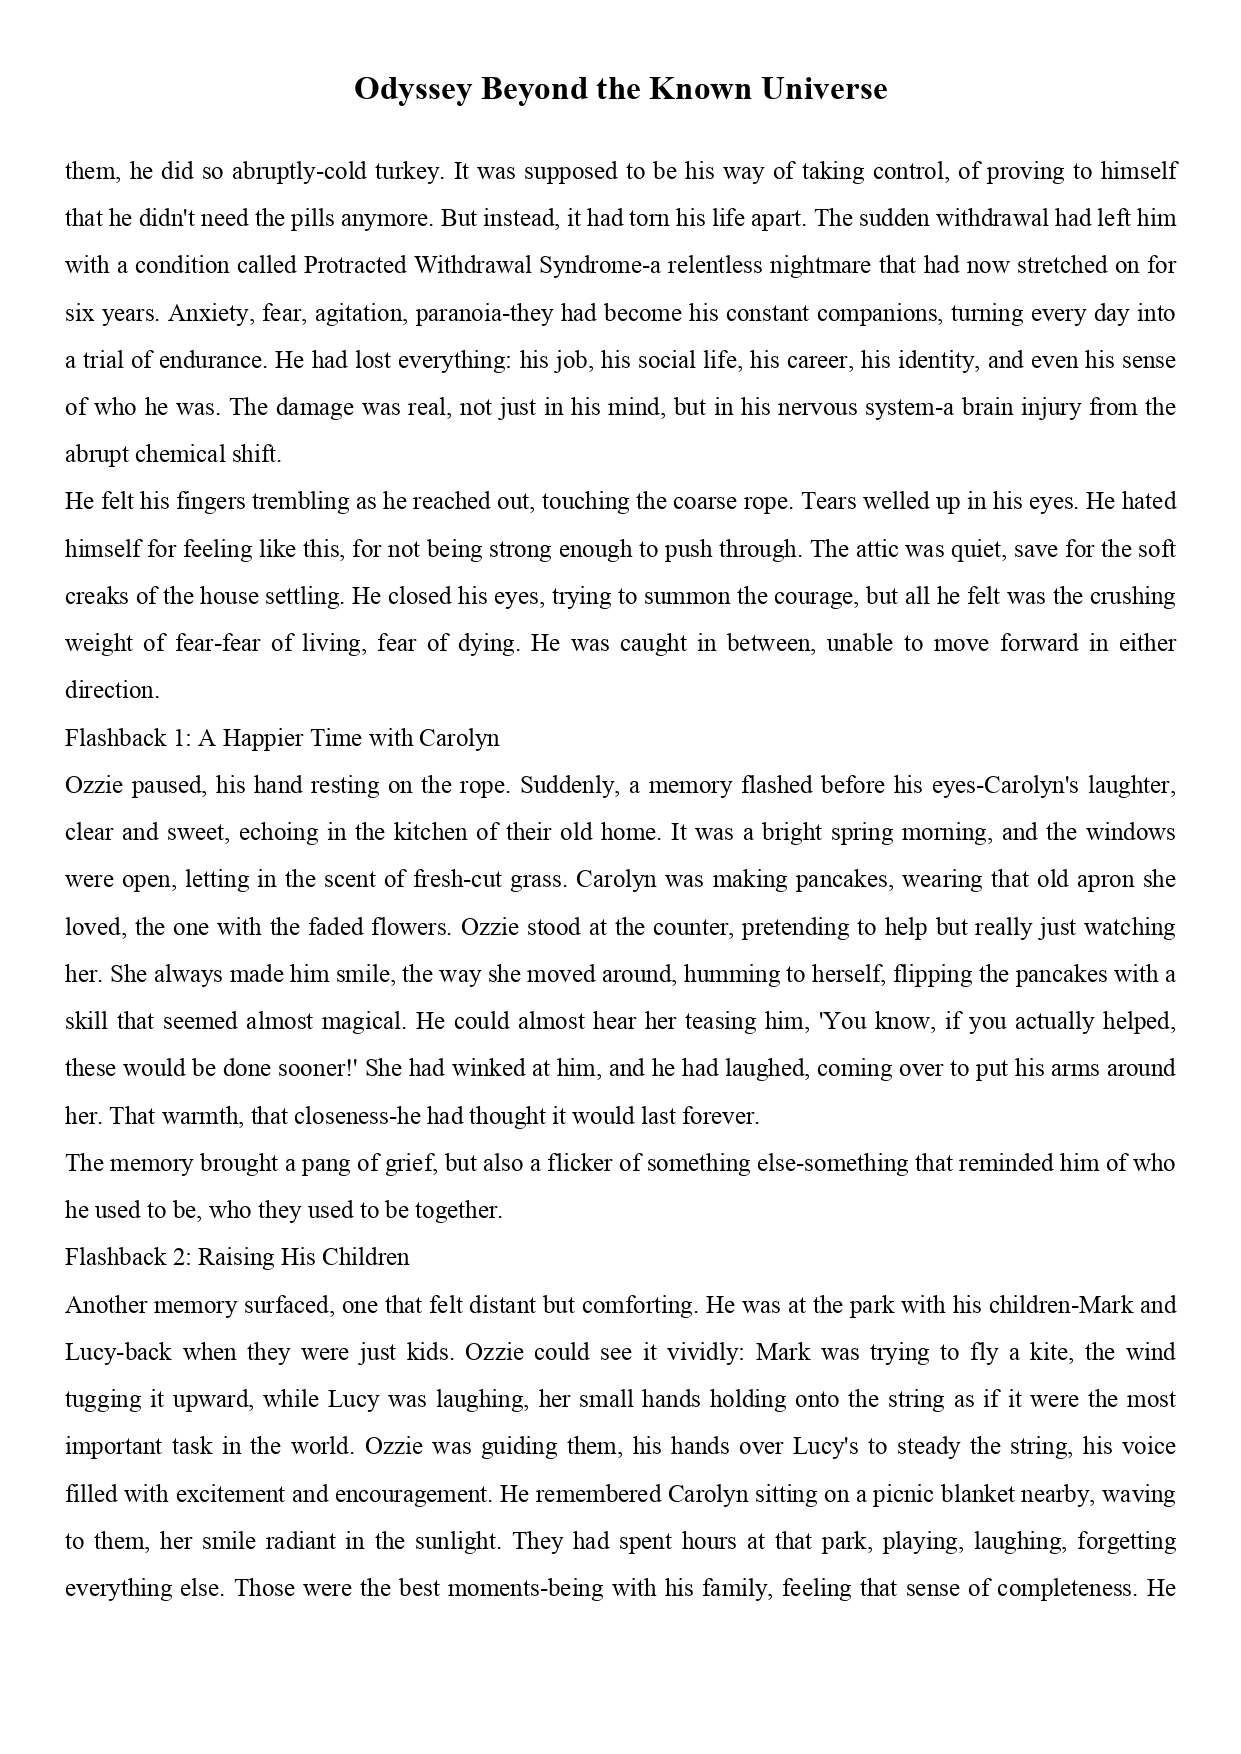 Odyssey Beyond the Known Universe
them, he did so abruptly-cold turkey. It was supposed to be his way of taking control, of proving to himself
that he didn't need the pills anymore. But instead, it had torn his life apart. The sudden withdrawal had left him
with a condition called Protracted Withdrawal Syndrome-a relentless nightmare that had now stretched on for
six years. Anxiety, fear, agitation, paranoia-they had become his constant companions, turning every day into
a trial of endurance. He had lost everything: his job, his social life, his career, his identity, and even his sense
of who he was. The damage was real, not just in his mind, but in his nervous system-a brain injury from the
abrupt chemical shift.
He felt his fingers trembling as he reached out, touching the coarse rope. Tears welled up in his eyes. He hated
himself for feeling like this, for not being strong enough to push through. The attic was quiet, save for the soft
creaks of the house settling. He closed his eyes, trying to summon the courage, but all he felt was the crushing
weight of fear-fear of living, fear of dying. He was caught in between, unable to move forward in either
direction.
Flashback 1: A Happier Time with Carolyn
Ozzie paused, his hand resting on the rope. Suddenly, a memory flashed before his eyes-Carolyn's laughter,
clear and sweet, echoing in the kitchen of their old home. It was a bright spring morning, and the windows
were open, letting in the scent of fresh-cut grass. Carolyn was making pancakes, wearing that old apron she
loved, the one with the faded flowers. Ozzie stood at the counter, pretending to help but really just watching
her. She always made him smile, the way she moved around, humming to herself, flipping the pancakes with a
skill that seemed almost magical. He could almost hear her teasing him, 'You know, if you actually helped,
these would be done sooner!' She had winked at him, and he had laughed, coming over to put his arms around
her. That warmth, that closeness-he had thought it would last forever.
The memory brought a pang of grief, but also a flicker of something else-something that reminded him of who
he used to be, who they used to be together.
Flashback 2: Raising His Children
Another memory surfaced, one that felt distant but comforting. He was at the park with his children-Mark and
Lucy-back when they were just kids. Ozzie could see it vividly: Mark was trying to fly a kite, the wind
tugging it upward, while Lucy was laughing, her small hands holding onto the string as if it were the most
important task in the world. Ozzie was guiding them, his hands over Lucy's to steady the string, his voice
filled with excitement and encouragement. He remembered Carolyn sitting on a picnic blanket nearby, waving
to them, her smile radiant in the sunlight. They had spent hours at that park, playing, laughing, forgetting
everything else. Those were the best moments-being with his family, feeling that sense of completeness. He